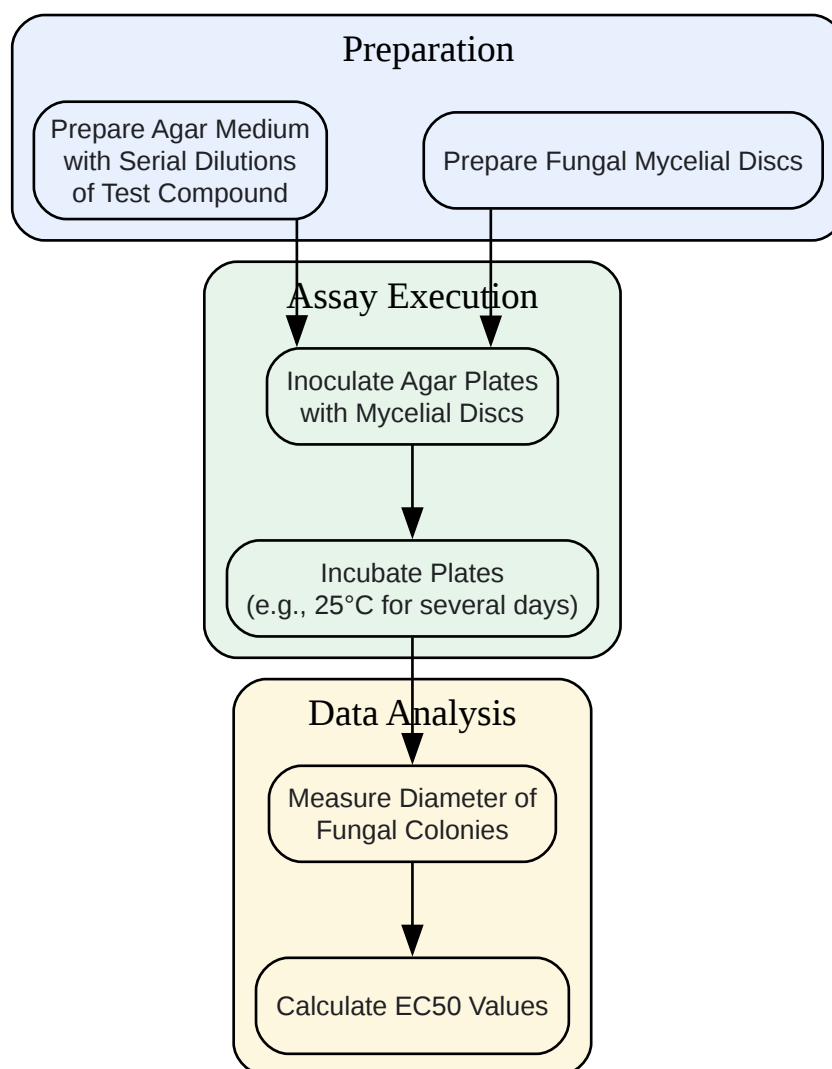 Preparation
Prepare Agar Medium
with Serial Dilutions
of Test Compound
Prepare Fungal Mycelial Discs
Assay Execution
Inoculate Agar Plates
with Mycelial Discs
Incubate Plates
(e.g., 25°C for several days)
Data Analysis
Measure Diameter of
Fungal Colonies
Calculate EC50 Values